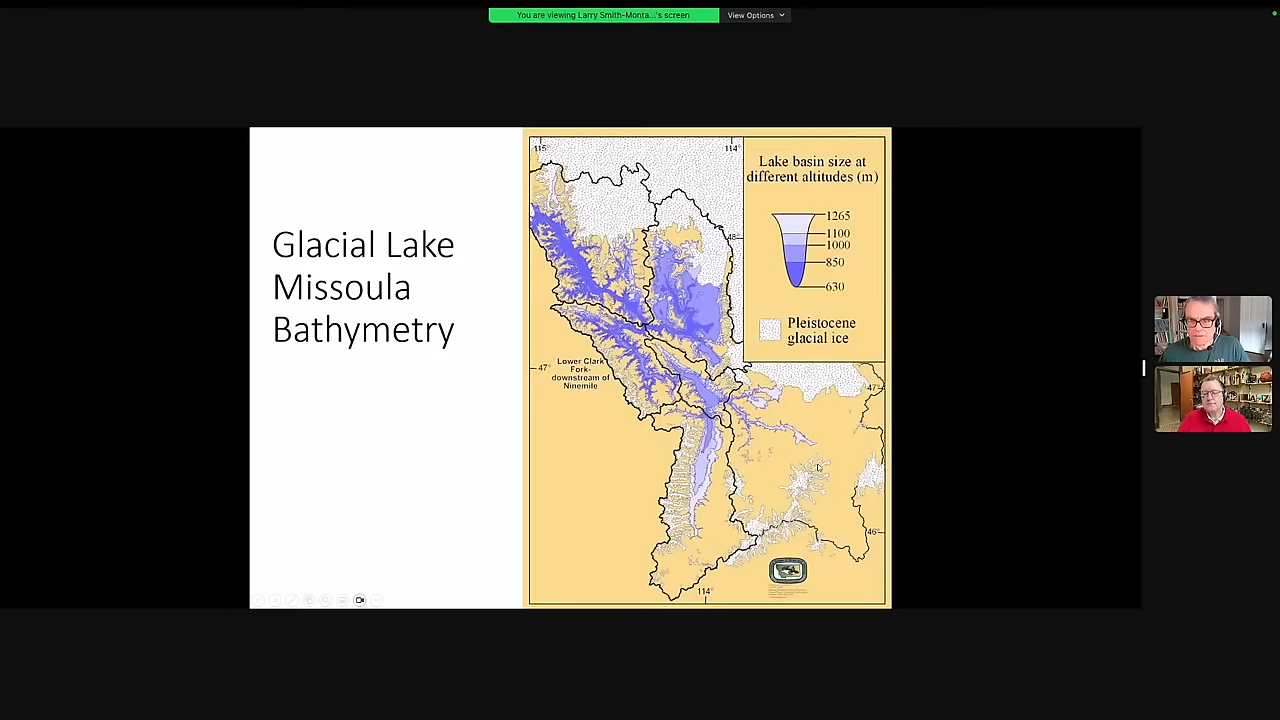 You are viewing Larry Smith-Monta...'s screen
View Options
Glacial Lake
Missoula
Bathymetry
115°
114°
Lake basin size at
different altitudes (m)
1265
1100
1000
850
630
48°
Pleistocene
glacial ice
47°
Lower Clark
Fork-
downstream of
Ninemile
47°
46°
114°